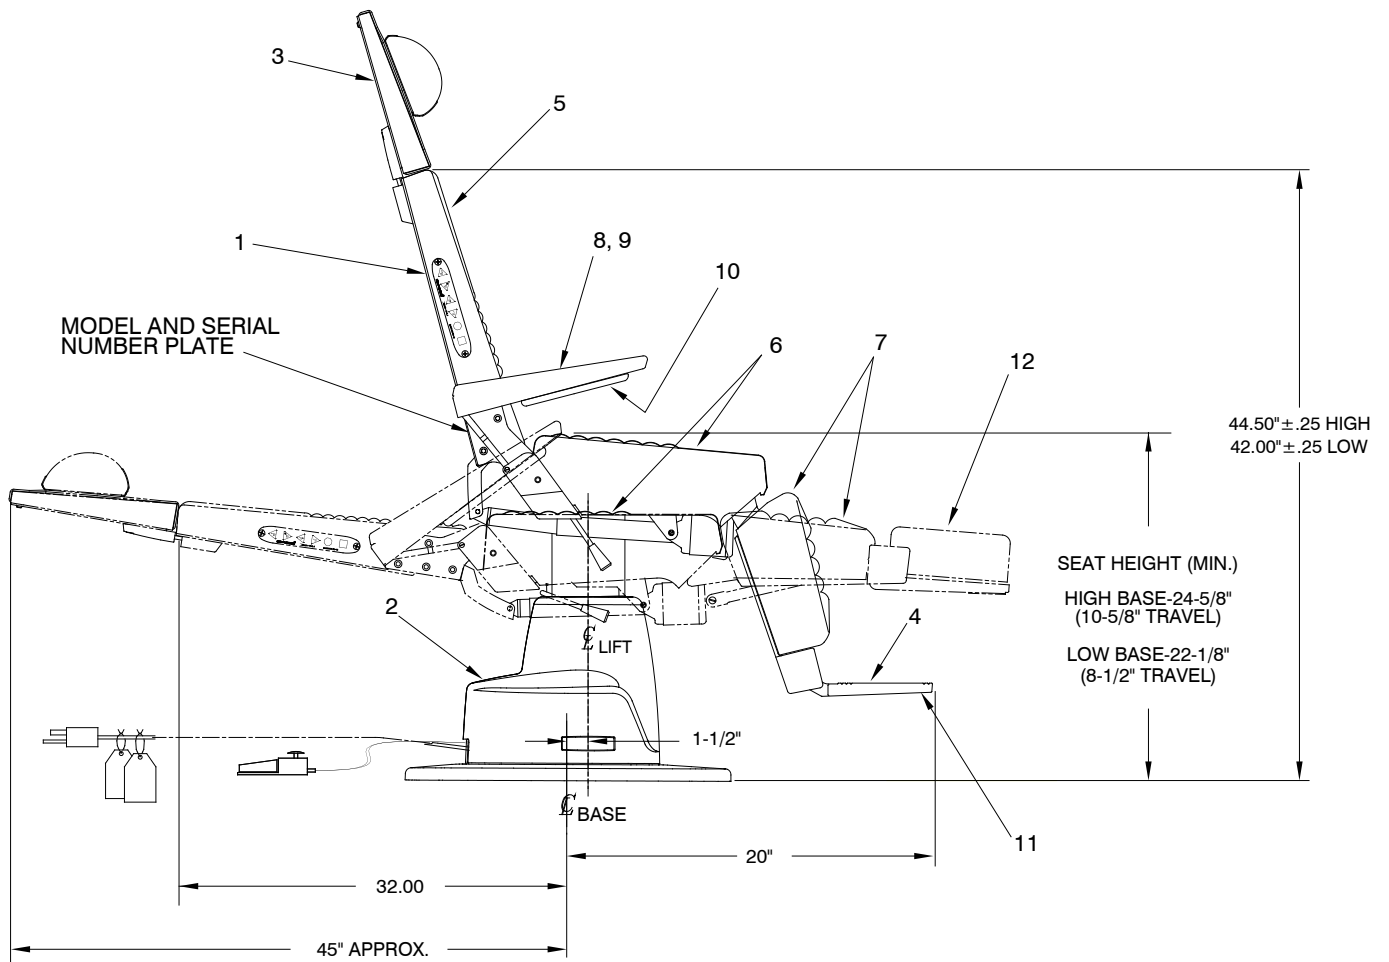 3
5
1
8, 9
10
MODEL AND SERIAL
NUMBER PLATE
6
7
12
44.50"±.25 HIGH
42.00"±.25 LOW
SEAT HEIGHT (MIN.)
HIGH BASE-24-5/8"
(10-5/8" TRAVEL)
LOW BASE-22-1/8"
(8-1/2" TRAVEL)
2
℄ LIFT
4
1-1/2"
℄ BASE
11
20"
32.00
45" APPROX.